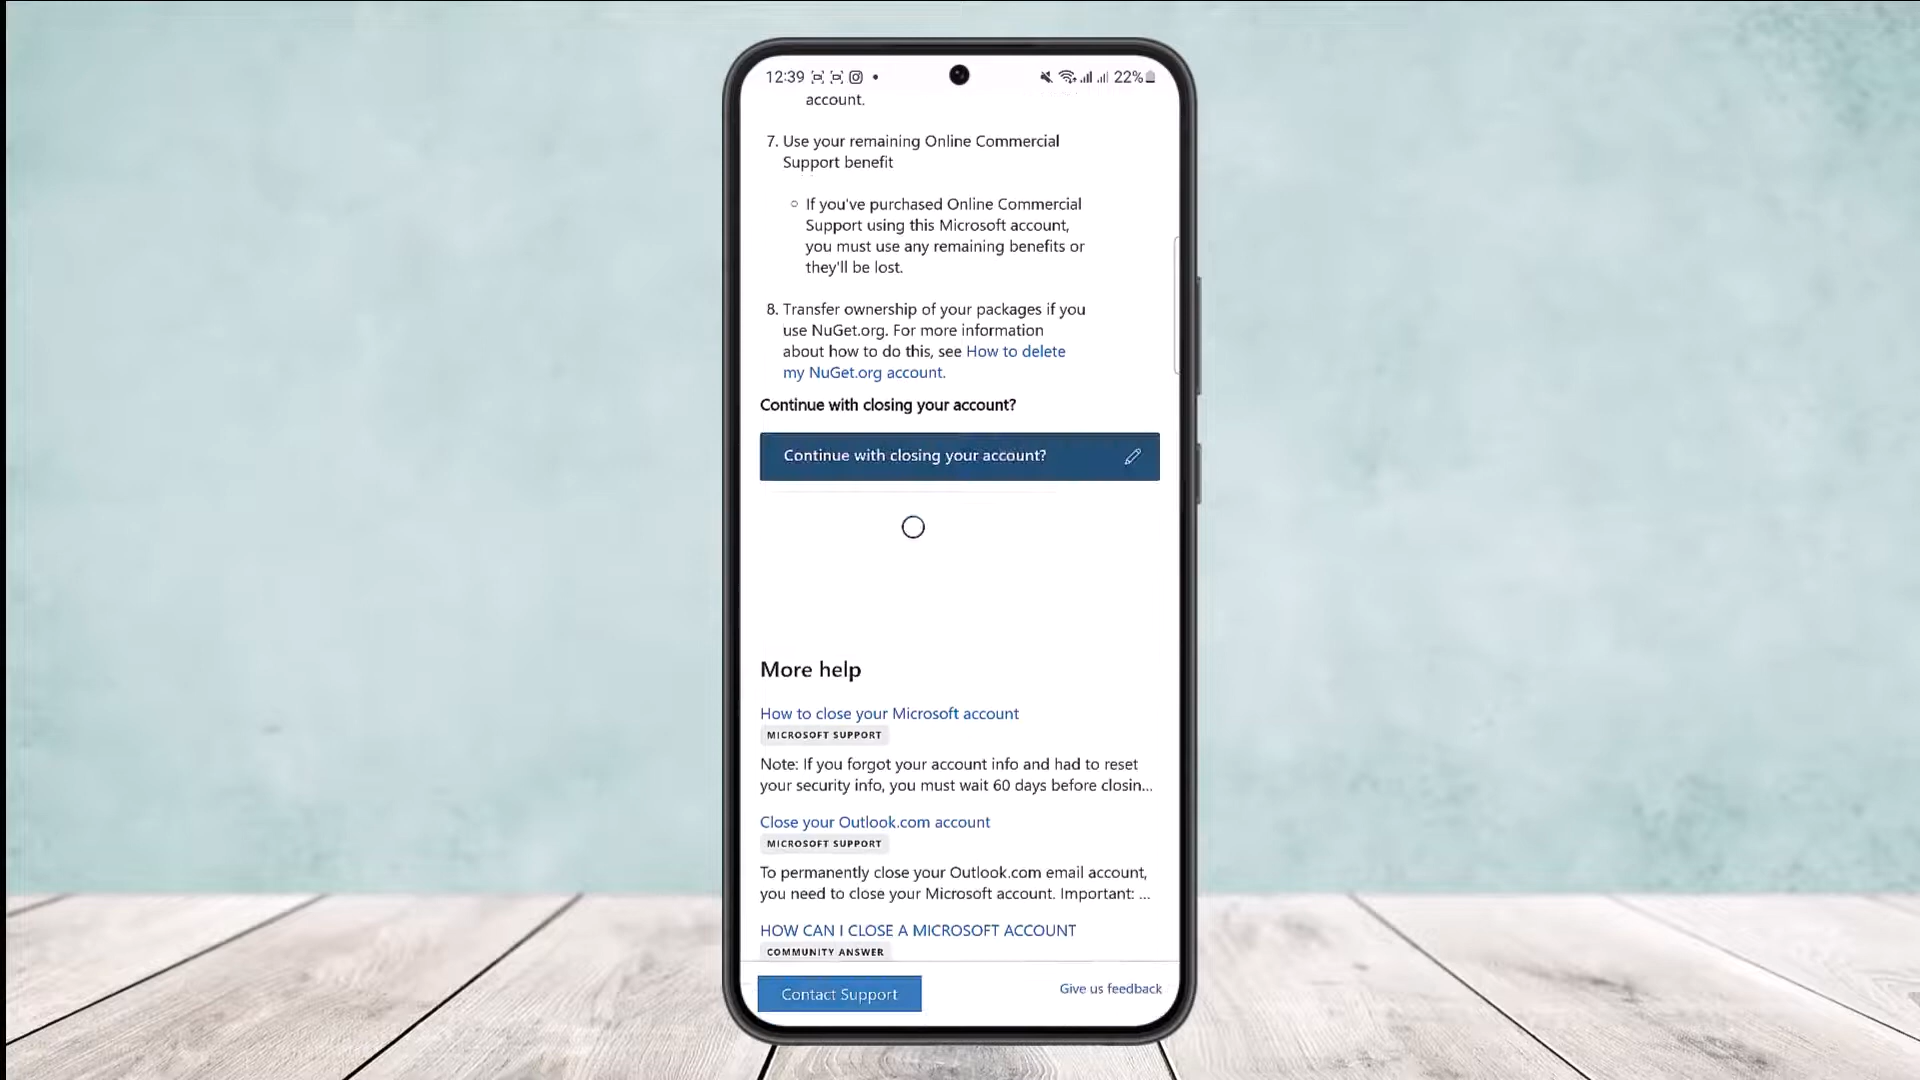 12:39
22%
account.
7. Use your remaining Online Commercial
Support benefit
If you've purchased Online Commercial
Support using this Microsoft account,
you must use any remaining benefits or
they'll be lost.
8. Transfer ownership of your packages if you
use NuGet.org. For more information
about how to do this, see How to delete
my NuGet.org account.
Continue with closing your account?
Continue with closing your account?
More help
How to close your Microsoft account
MICROSOFT SUPPORT
Note: If you forgot your account info and had to reset
your security info, you must wait 60 days before closin...
Close your Outlook.com account
MICROSOFT SUPPORT
To permanently close your Outlook.com email account,
you need to close your Microsoft account. Important: ...
HOW CAN I CLOSE A MICROSOFT ACCOUNT
COMMUNITY ANSWER
Contact Support
Give us feedback